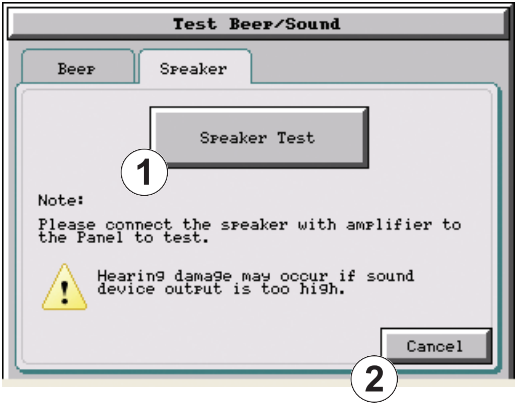 Test Beep/Sound
Beep
Speaker
Speaker Test
1
Note:
Please connect the speaker with amplifier to
the Panel to test.
Hearing damage may occur if sound
device output is too high.
!
Cancel
2